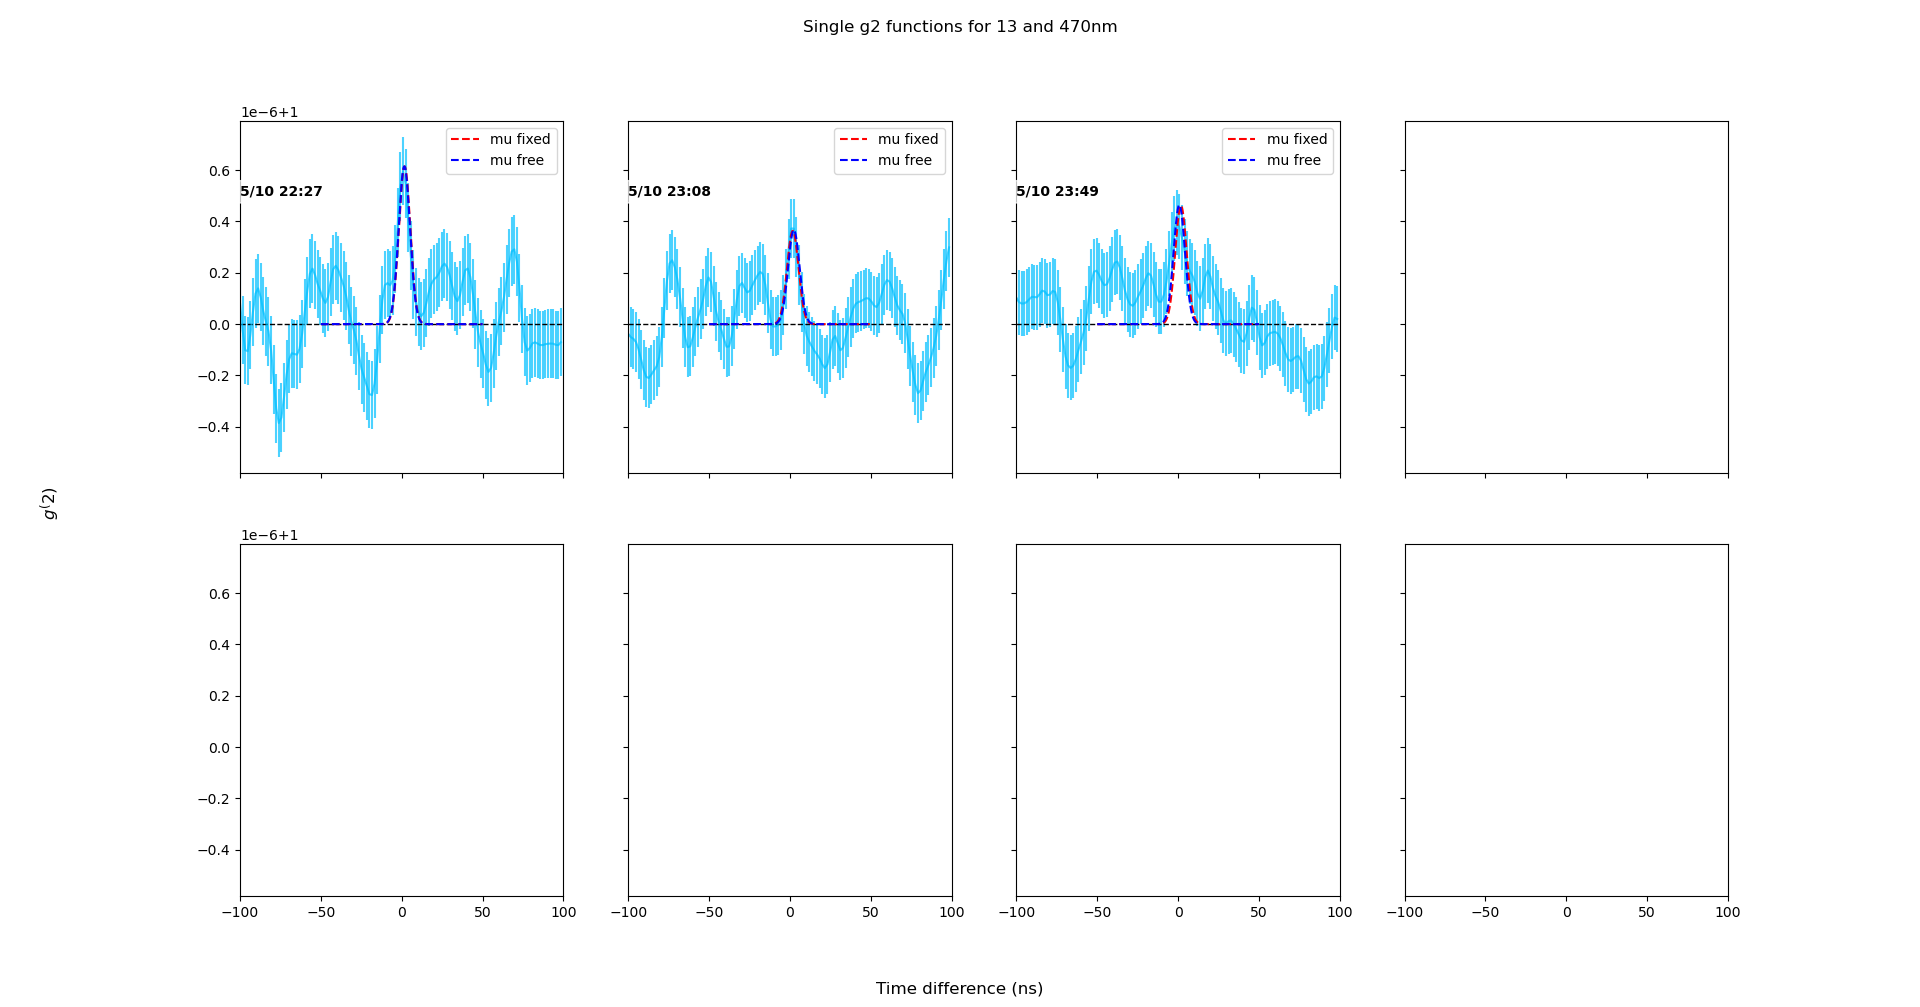 Single g2 functions for 13 and 470nm
1e−6+1
mu fixed
mu free
5/10 22:27
0.6
0.4
0.2
0.0
−0.2
−0.4
mu fixed
mu free
5/10 23:08
mu fixed
mu free
5/10 23:49
g⁽2)
1e−6+1
0.6
0.4
0.2
0.0
−0.2
−0.4
−100 −50 0 50 100
−100 −50 0 50 100
−100 −50 0 50 100
−100 −50 0 50 100
Time difference (ns)